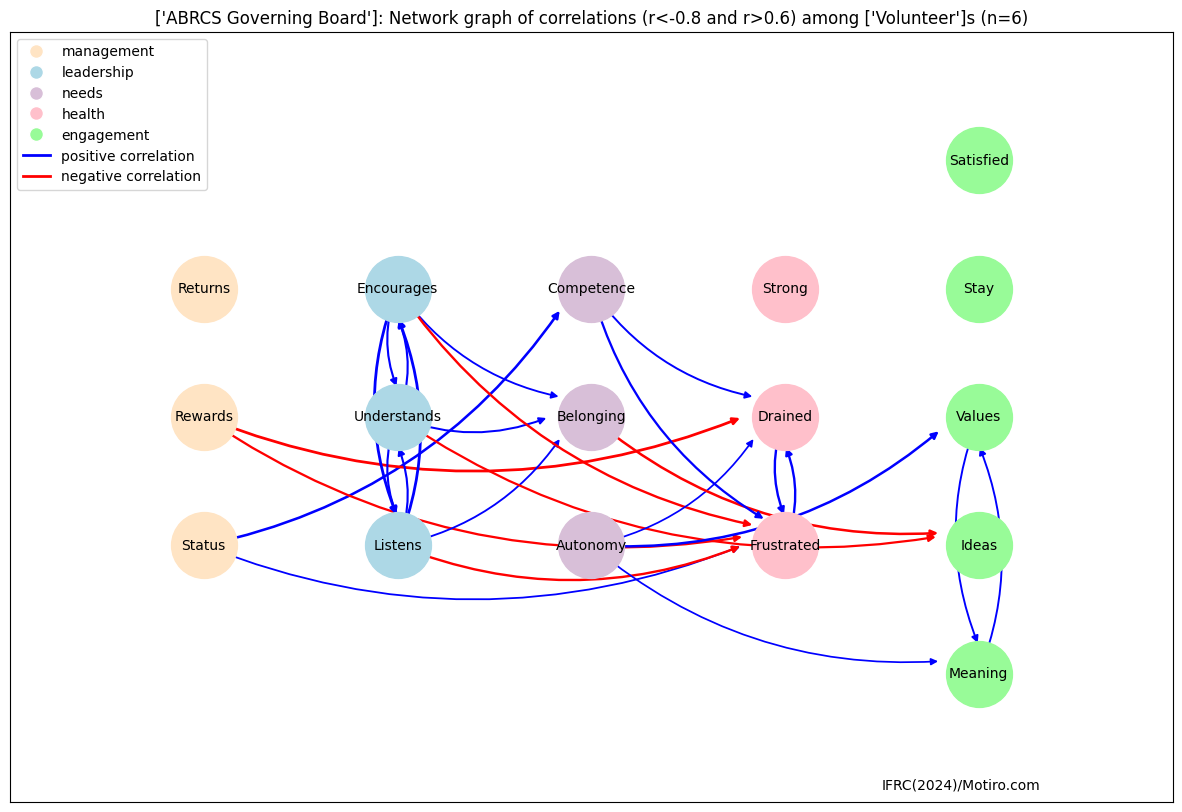 ['ABRCS Governing Board']: Network graph of correlations (r<-0.8 and r>0.6) among ['Volunteer']s (n=6)
management
leadership
needs
health
engagement
positive correlation
negative correlation
Satisfied
Returns
Encourages
Competence
Strong
Stay
Rewards
Understands
Belonging
Drained
Values
Status
Listens
Autonomy
Frustrated
Ideas
Meaning
IFRC(2024)/Motiro.com